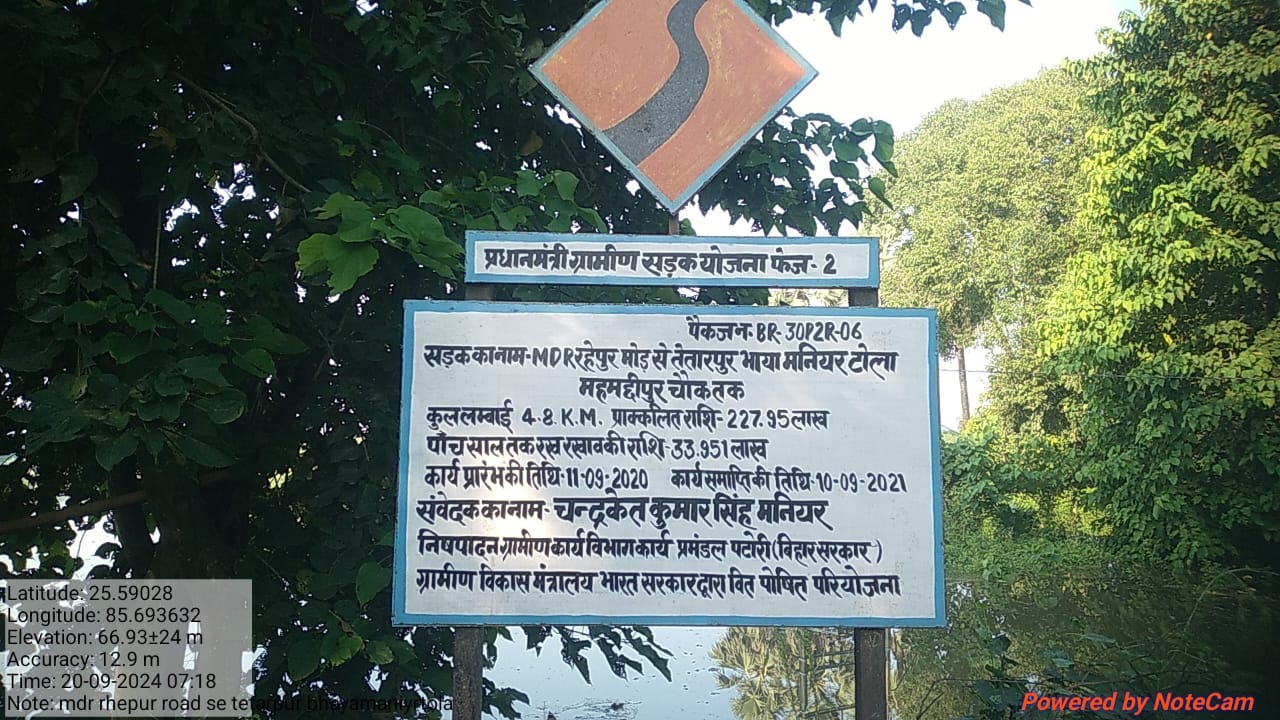 प्रधानमंत्री ग्रामीण सड़क योजना फेज- 2
पैकजन-BR-30P2R-06
सड़क का नाम-MDR रहेपुर मोड़ से तेतारपुर भाया मनियर टोला
महमद्दीपुर चौक तक
कुल लम्बाई 4.8 K.M. प्राक्कलित राशि-227.95 लाख
पाँच साल तक रख रखाव की राशि-33.951 लाख
कार्य प्रारंभ की तिथि-11-09-2020 कार्य समाप्ति की तिथि-10-09-2021
संवेदक का नाम- चन्द्रकेत कुमार सिंह मनियर
निषपादन ग्रामीण कार्य विभाग कार्य प्रमंडल पटोरी (बिहार सरकार)
ग्रामीण विकास मंत्रालय भारत सरकार द्वारा वित पोषित परियोजना
Latitude: 25.59028
Longitude: 85.693632
Elevation: 66.93±24 m
Accuracy: 12.9 m
Time: 20-09-2024 07:18
Note: mdr rhepur road se tetarpur bhayamaniyrtola
Powered by NoteCam